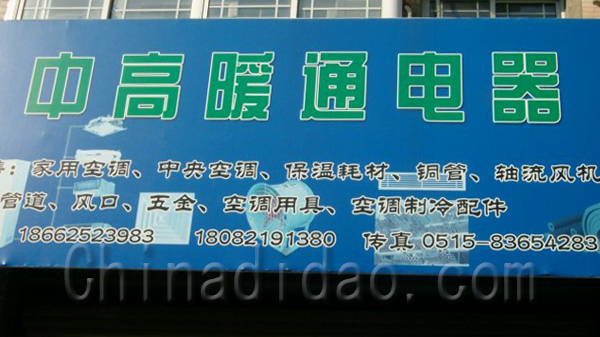 中高暖通电器
：家用空调、中央空调、保温耗材、铜管、轴流风机
管道、风口、五金、空调用具、空调制冷配件
18662523983 18082191380 传真 0515-83654283
Chinadidao.com